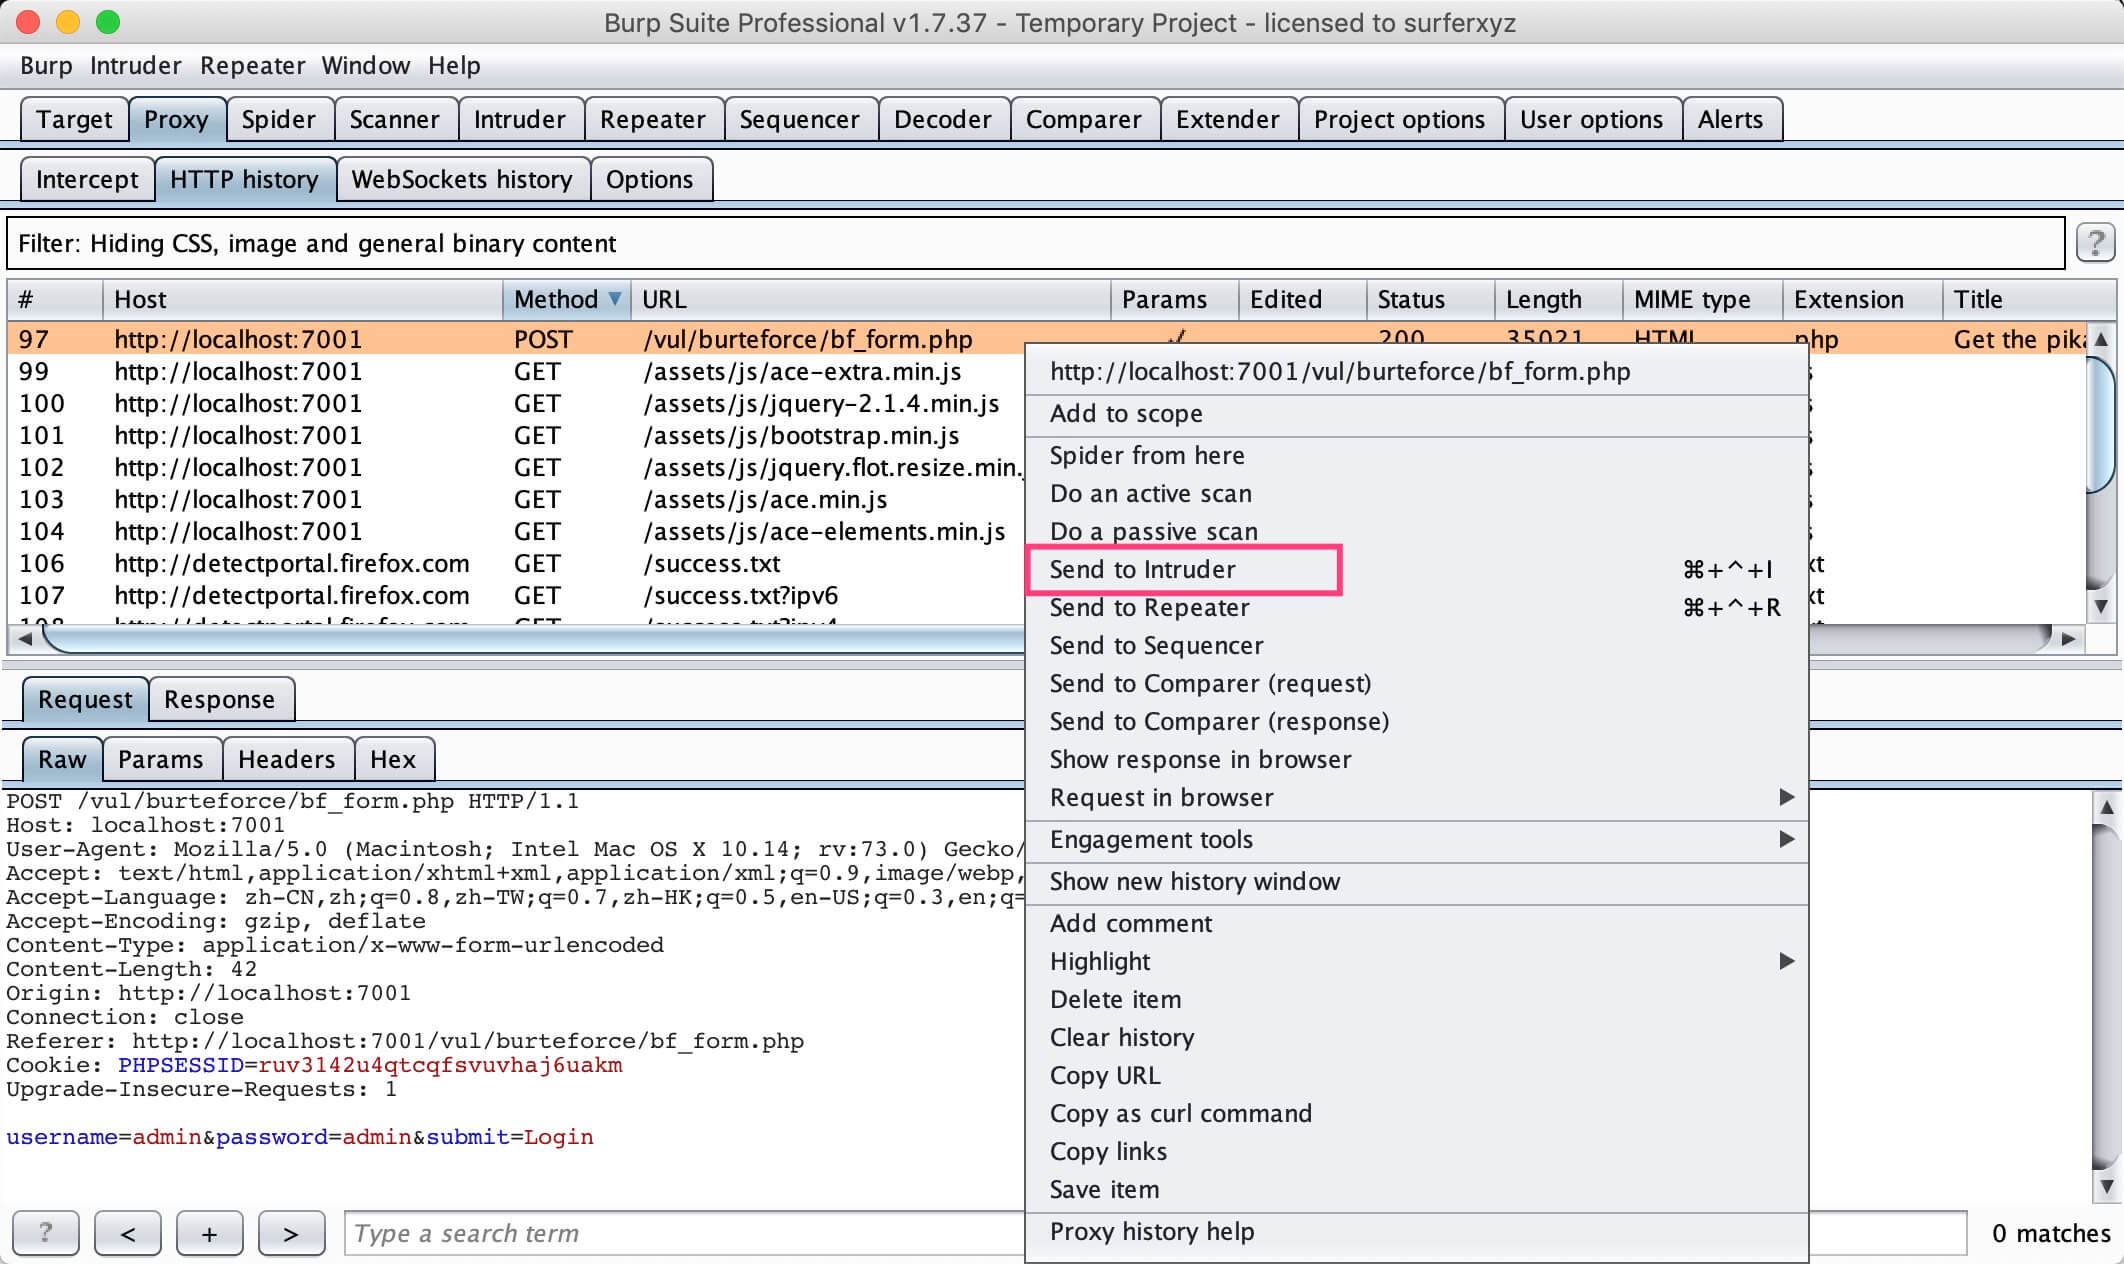 Burp Suite Professional v1.7.37 - Temporary Project - licensed to surferxyz
Burp Intruder Repeater Window Help
Target Proxy Spider Scanner Intruder Repeater Sequencer Decoder Comparer Extender Project options User options Alerts
Intercept HTTP history WebSockets history Options
Filter: Hiding CSS, image and general binary content ?
# Host Method URL Params Edited Status Length MIME type Extension Title
97 http://localhost:7001 POST /vul/burteforce/bf_form.php ✓ 200 35021 HTML php Get the pika
99 http://localhost:7001 GET /assets/js/ace-extra.min.js
100 http://localhost:7001 GET /assets/js/jquery-2.1.4.min.js
101 http://localhost:7001 GET /assets/js/bootstrap.min.js
102 http://localhost:7001 GET /assets/js/jquery.flot.resize.min.
103 http://localhost:7001 GET /assets/js/ace.min.js
104 http://localhost:7001 GET /assets/js/ace-elements.min.js
106 http://detectportal.firefox.com GET /success.txt
107 http://detectportal.firefox.com GET /success.txt?ipv6
108 http://detectportal.firefox.com GET /success.txt?ipv4
http://localhost:7001/vul/burteforce/bf_form.php
Add to scope
Spider from here
Do an active scan
Do a passive scan
Send to Intruder ⌘+^+I
Send to Repeater ⌘+^+R
Send to Sequencer
Send to Comparer (request)
Send to Comparer (response)
Show response in browser
Request in browser
Engagement tools
Show new history window
Add comment
Highlight
Delete item
Clear history
Copy URL
Copy as curl command
Copy links
Save item
Proxy history help
Request Response
Raw Params Headers Hex
POST /vul/burteforce/bf_form.php HTTP/1.1
Host: localhost:7001
User-Agent: Mozilla/5.0 (Macintosh; Intel Mac OS X 10.14; rv:73.0) Gecko/
Accept: text/html,application/xhtml+xml,application/xml;q=0.9,image/webp,
Accept-Language: zh-CN,zh;q=0.8,zh-TW;q=0.7,zh-HK;q=0.5,en-US;q=0.3,en;q=
Accept-Encoding: gzip, deflate
Content-Type: application/x-www-form-urlencoded
Content-Length: 42
Origin: http://localhost:7001
Connection: close
Referer: http://localhost:7001/vul/burteforce/bf_form.php
Cookie: PHPSESSID=ruv3142u4qtcqfsvuvhaj6uakm
Upgrade-Insecure-Requests: 1
username=admin&password=admin&submit=Login
? < + > Type a search term 0 matches